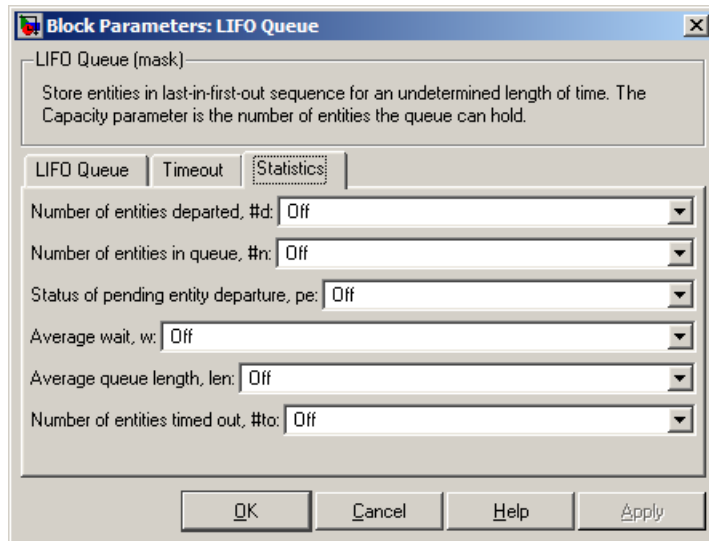 Block Parameters: LIFO Queue
LIFO Queue (mask)
Store entities in last-in-first-out sequence for an undetermined length of time. The
Capacity parameter is the number of entities the queue can hold.
LIFO Queue Timeout Statistics
Number of entities departed, #d: Off
Number of entities in queue, #n: Off
Status of pending entity departure, pe: Off
Average wait, w: Off
Average queue length, len: Off
Number of entities timed out, #to: Off
OK Cancel Help Apply